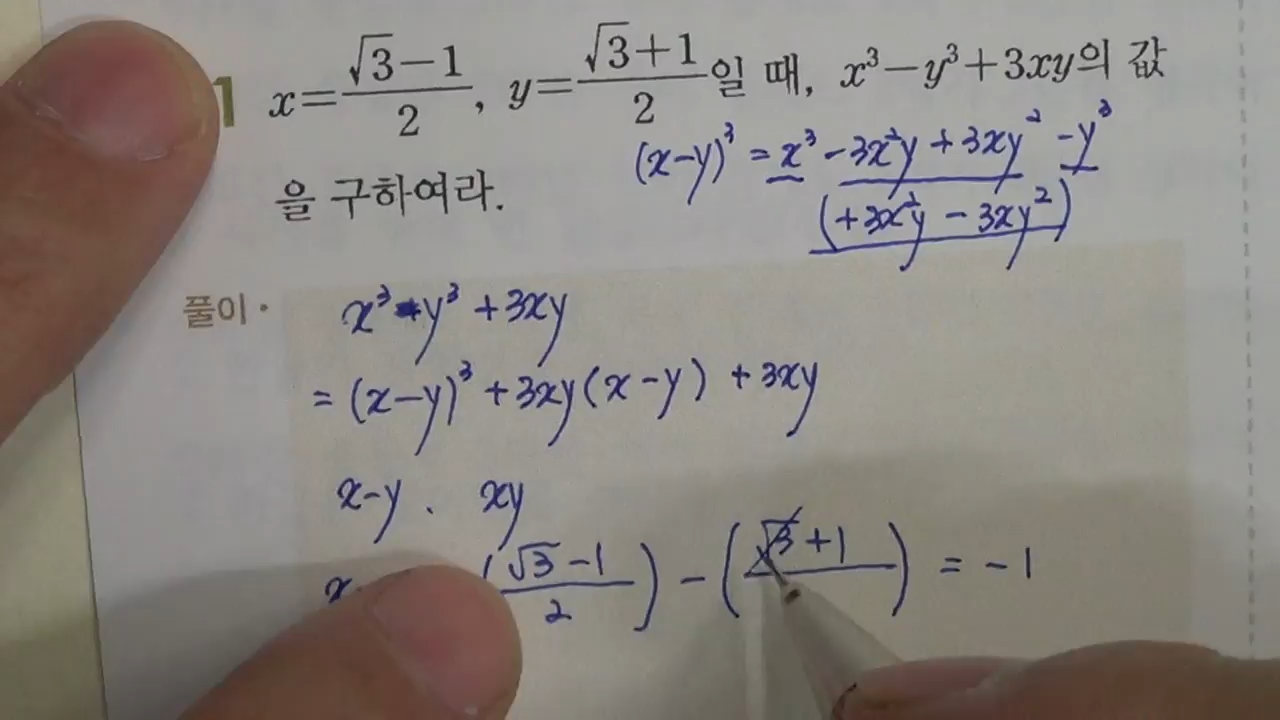 1 x=(√3-1)/2, y=(√3+1)/2일 때, x³-y³+3xy의 값
을 구하여라.
(x-y)³ = x³ -3x²y +3xy² -y³
(+3x²y - 3xy²)
풀이·
x³-y³ +3xy
= (x-y)³ +3xy(x-y) +3xy
x-y . xy
(√3-1)/2) - (√3+1) = -1